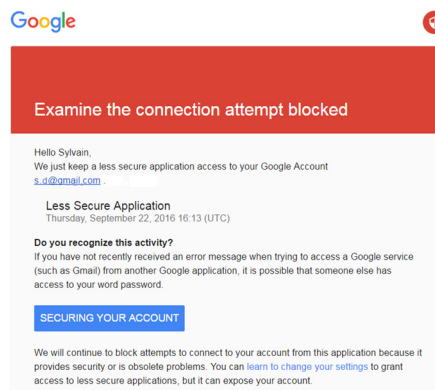 Google
Examine the connection attempt blocked
Hello Sylvain,
We just keep a less secure application access to your Google Account
s.d@gmail.com .
Less Secure Application
Thursday, September 22, 2016 16:13 (UTC)
Do you recognize this activity?
If you have not recently received an error message when trying to access a Google service
(such as Gmail) from another Google application, it is possible that someone else has
access to your word password.
SECURING YOUR ACCOUNT
We will continue to block attempts to connect to your account from this application because it
provides security or is obsolete problems. You can learn to change your settings to grant
access to less secure applications, but it can expose your account.